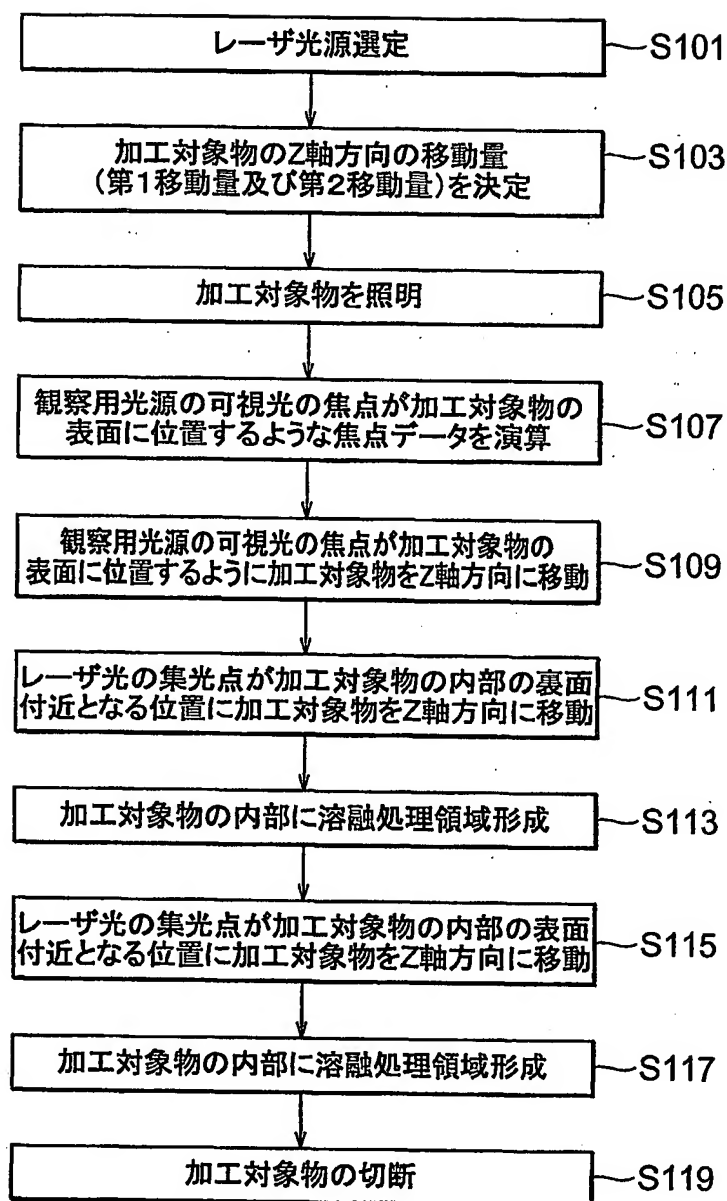 レーザ光源選定
S101
加工対象物のZ軸方向の移動量
(第1移動量及び第2移動量)を決定
S103
加工対象物を照明
S105
観察用光源の可視光の焦点が加工対象物の
表面に位置するような焦点データを演算
S107
観察用光源の可視光の焦点が加工対象物の
表面に位置するように加工対象物をZ軸方向に移動
S109
レーザ光の集光点が加工対象物の内部の裏面
付近となる位置に加工対象物をZ軸方向に移動
S111
加工対象物の内部に溶融処理領域形成
S113
レーザ光の集光点が加工対象物の内部の表面
付近となる位置に加工対象物をZ軸方向に移動
S115
加工対象物の内部に溶融処理領域形成
S117
加工対象物の切断
S119